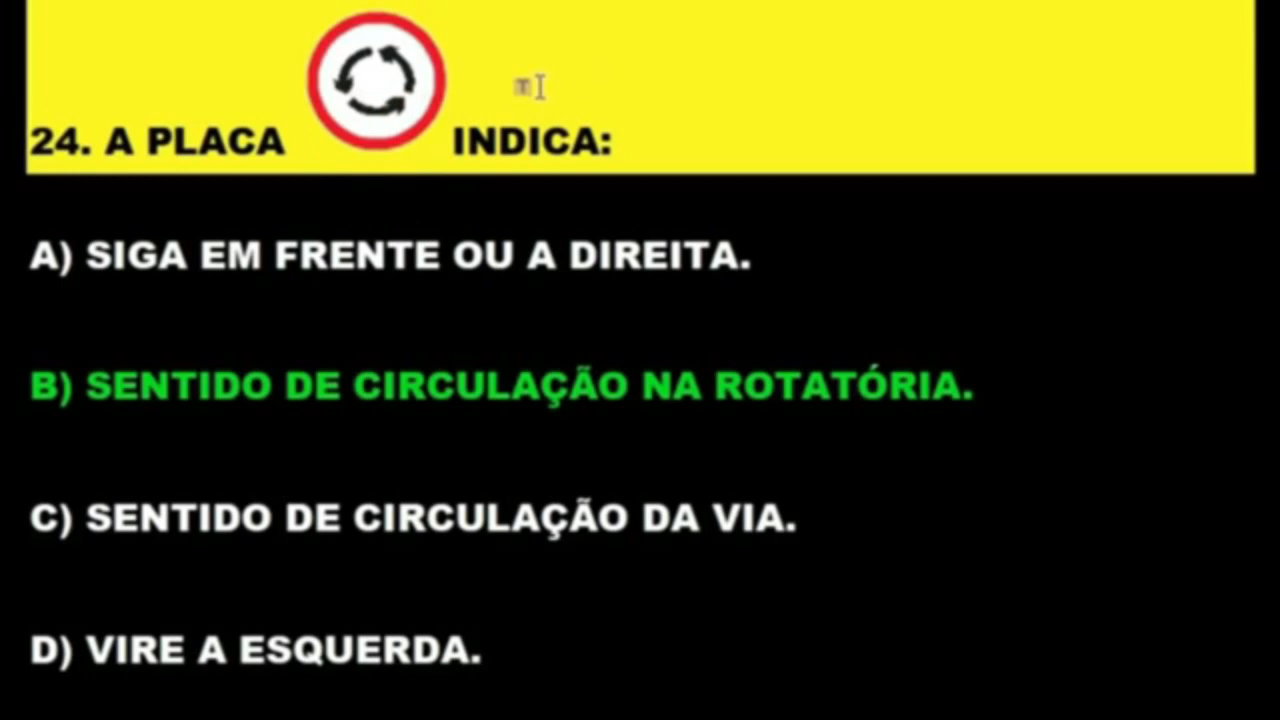 24. A PLACA INDICA:
A) SIGA EM FRENTE OU A DIREITA.
B) SENTIDO DE CIRCULAÇÃO NA ROTATÓRIA.
C) SENTIDO DE CIRCULAÇÃO DA VIA.
D) VIRE A ESQUERDA.